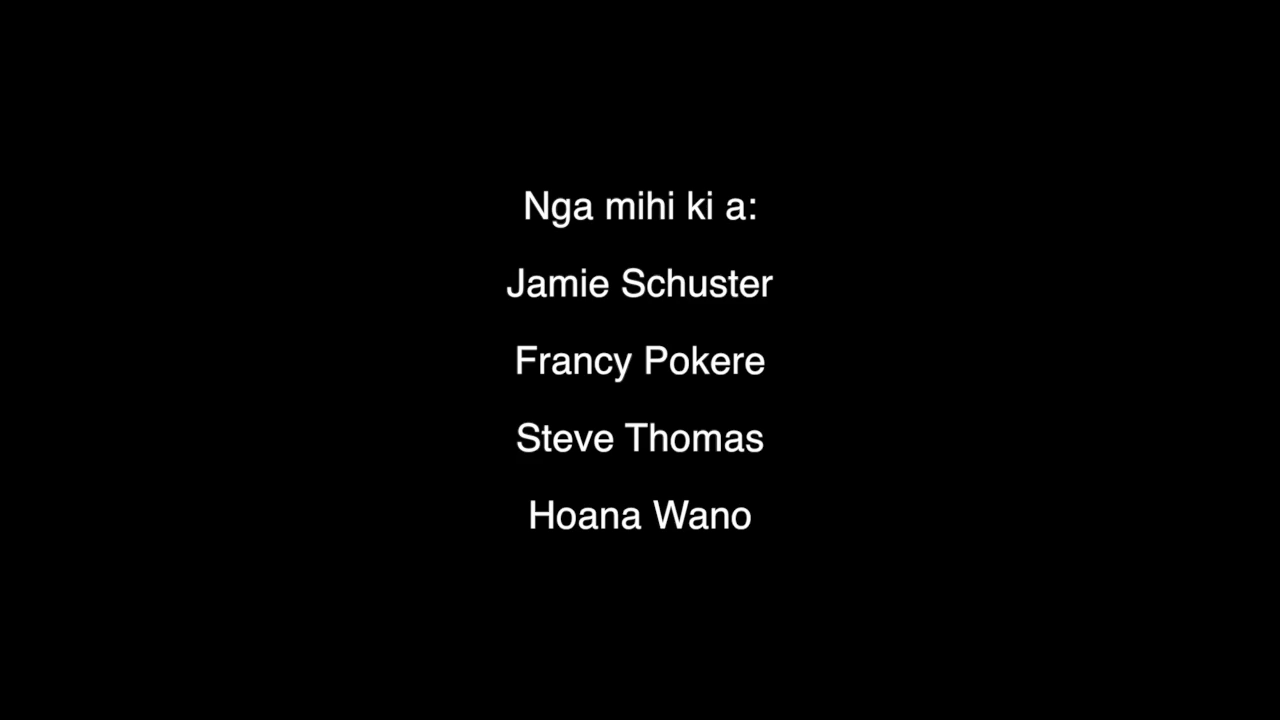 Nga mihi ki a:
Jamie Schuster
Francy Pokere
Steve Thomas
Hoana Wano